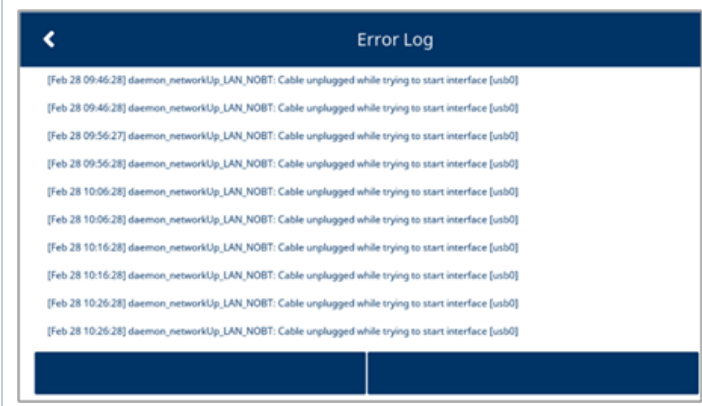 Error Log
[Feb 28 09:46:28] daemon_networkUp_LAN_NOBT: Cable unplugged while trying to start interface [usb0]
[Feb 28 09:46:28] daemon_networkUp_LAN_NOBT: Cable unplugged while trying to start interface [usb0]
[Feb 28 09:56:27] daemon_networkUp_LAN_NOBT: Cable unplugged while trying to start interface [usb0]
[Feb 28 09:56:28] daemon_networkUp_LAN_NOBT: Cable unplugged while trying to start interface [usb0]
[Feb 28 10:06:28] daemon_networkUp_LAN_NOBT: Cable unplugged while trying to start interface [usb0]
[Feb 28 10:06:28] daemon_networkUp_LAN_NOBT: Cable unplugged while trying to start interface [usb0]
[Feb 28 10:16:28] daemon_networkUp_LAN_NOBT: Cable unplugged while trying to start interface [usb0]
[Feb 28 10:16:28] daemon_networkUp_LAN_NOBT: Cable unplugged while trying to start interface [usb0]
[Feb 28 10:26:28] daemon_networkUp_LAN_NOBT: Cable unplugged while trying to start interface [usb0]
[Feb 28 10:26:28] daemon_networkUp_LAN_NOBT: Cable unplugged while trying to start interface [usb0]